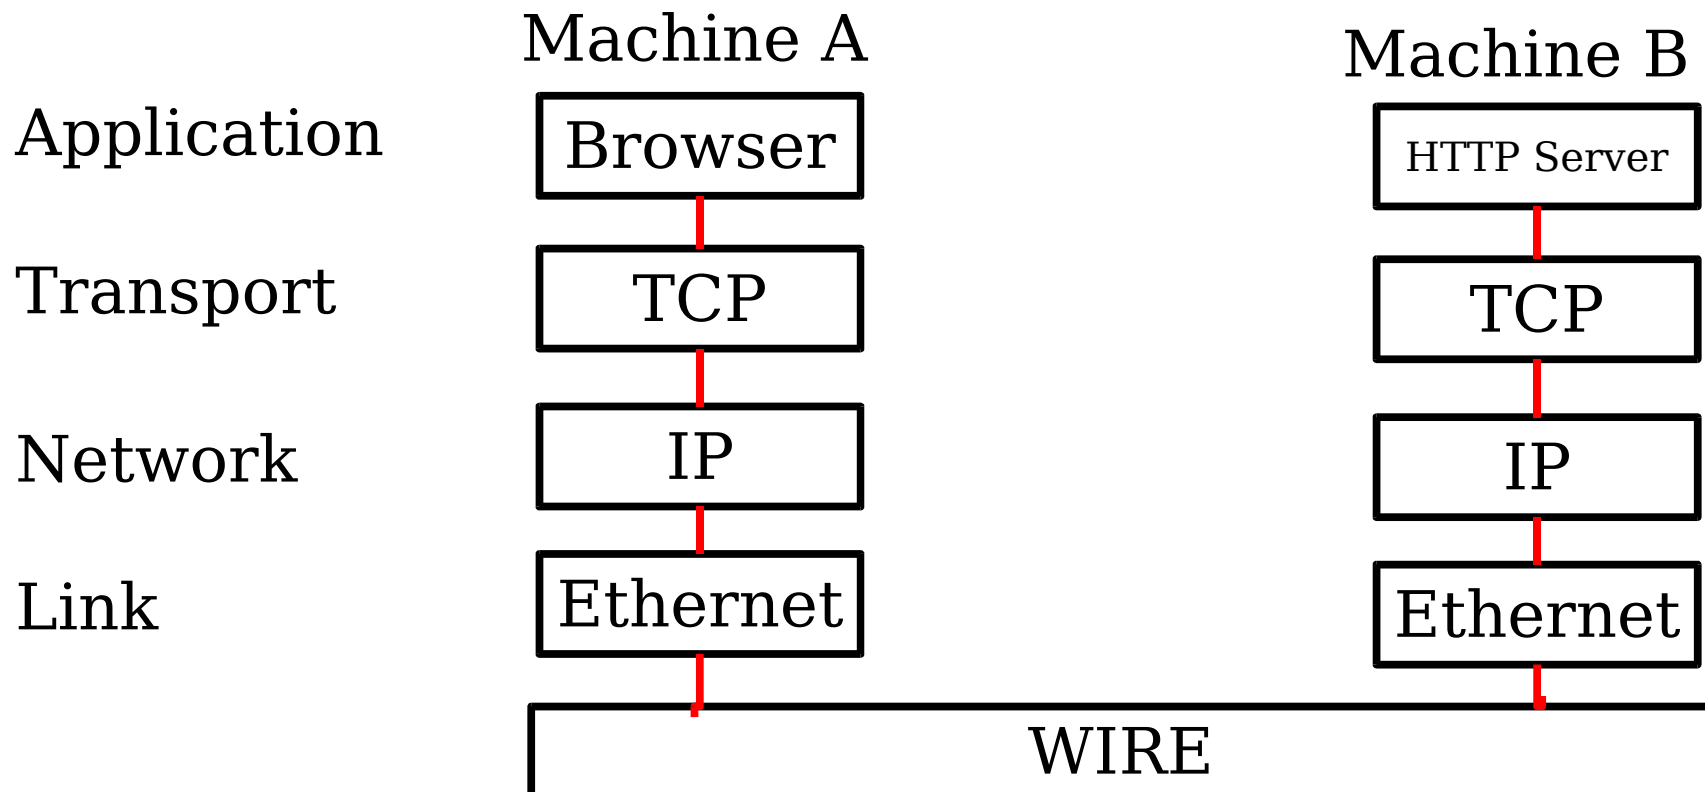 Machine A
Machine B
Application
Browser
HTTP Server
Transport
TCP
TCP
Network
IP
IP
Link
Ethernet
Ethernet
WIRE